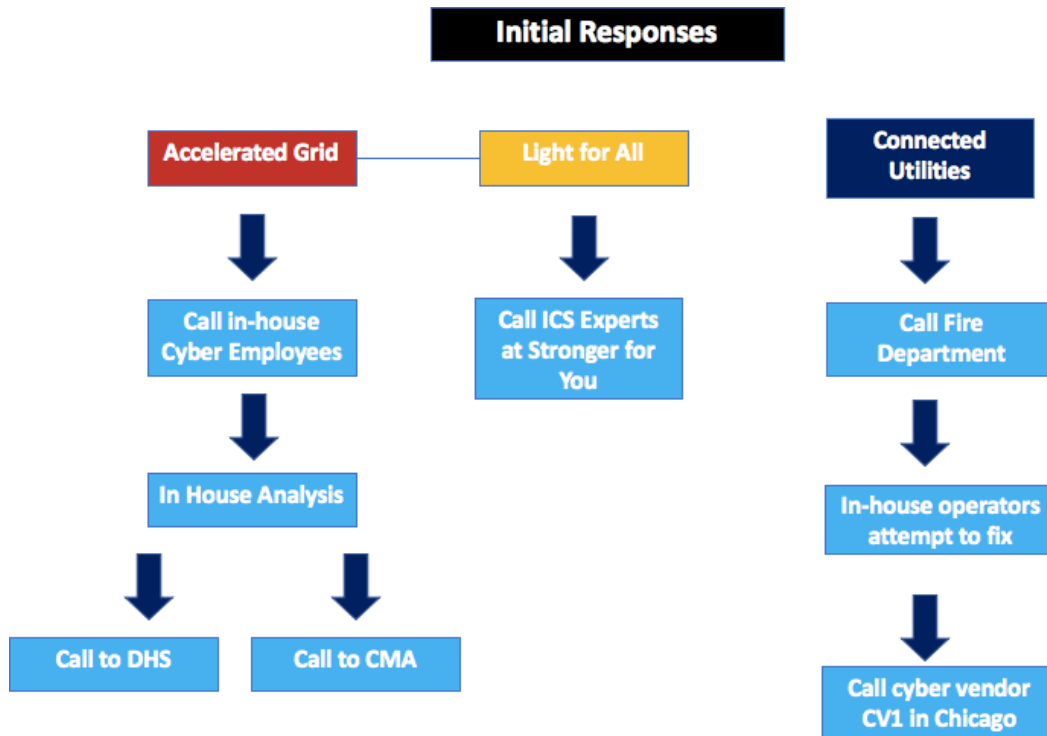 Initial Responses
Accelerated Grid
Light for All
Connected
Utilities
Call in-house
Cyber Employees
Call ICS Experts
at Stronger for
You
Call Fire
Department
In House Analysis
In-house operators
attempt to fix
Call to DHS
Call to CMA
Call cyber vendor
CV1 in Chicago